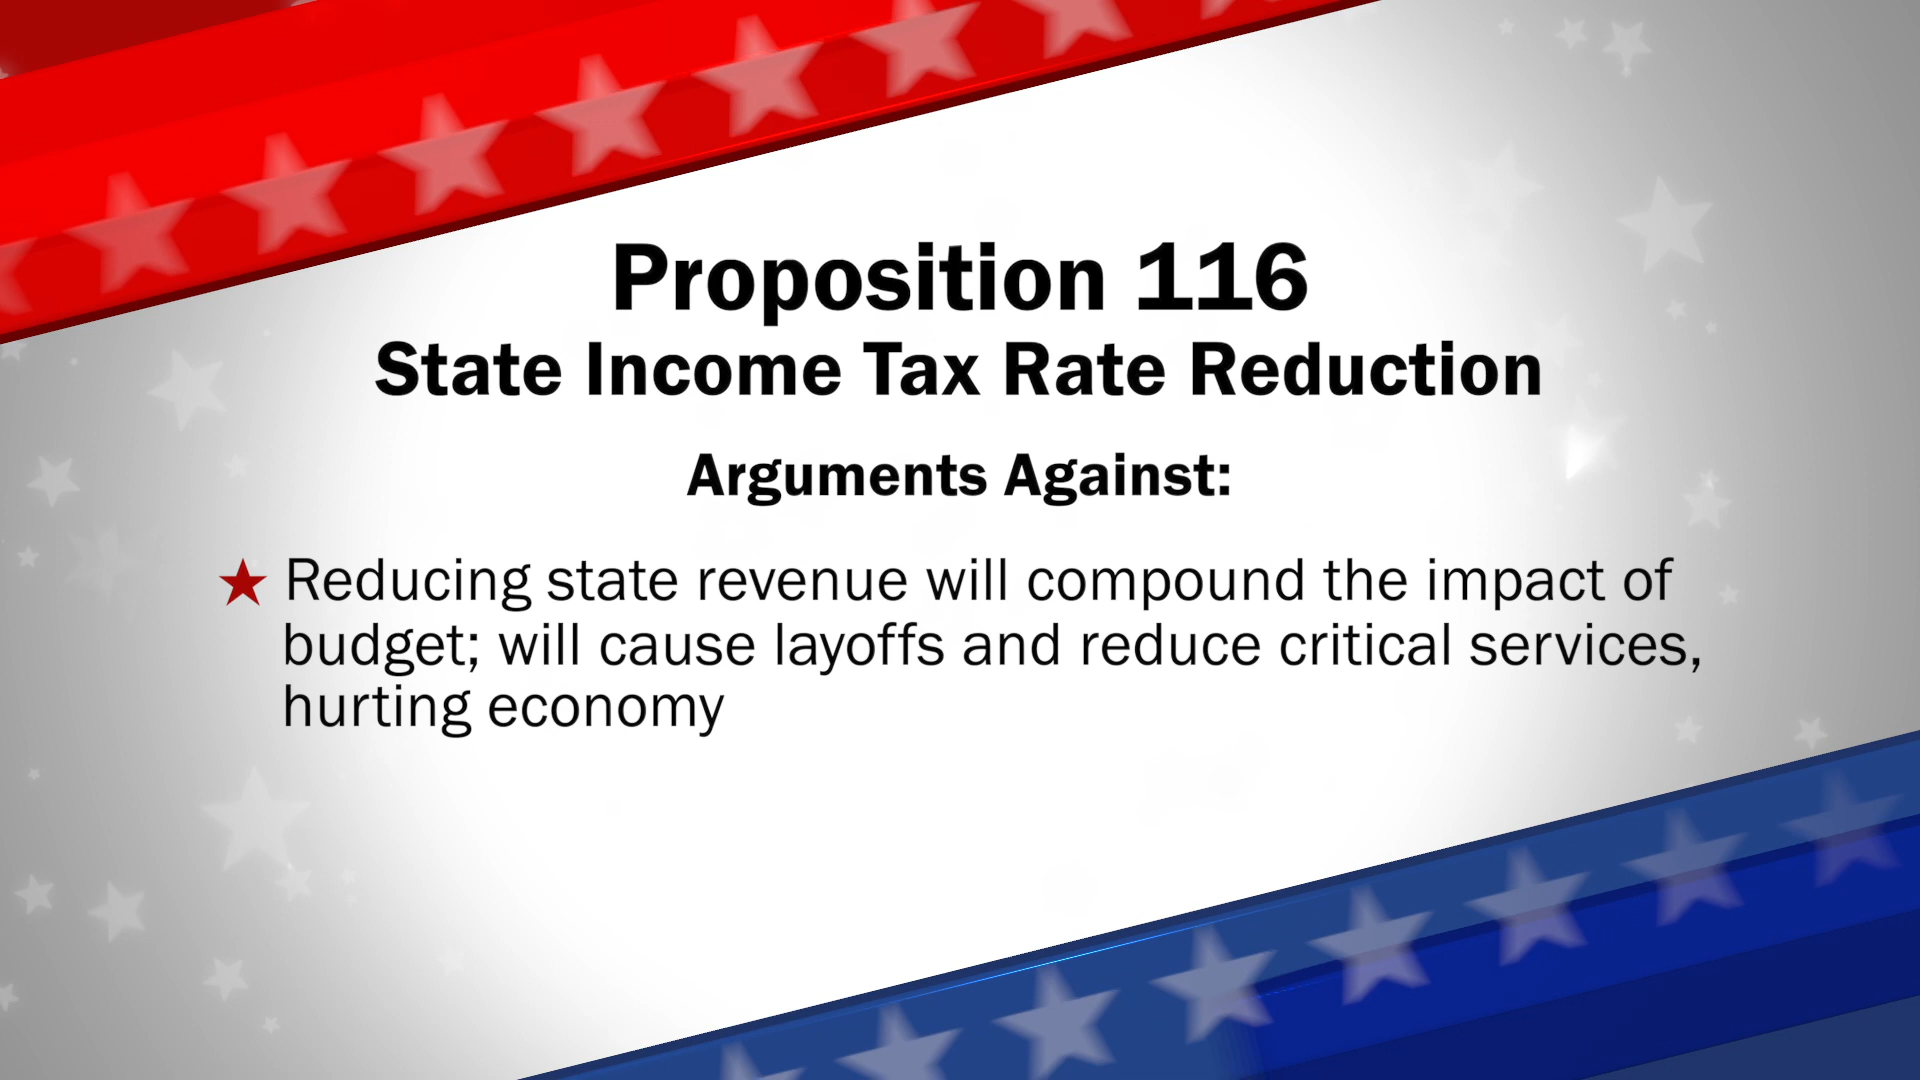 Proposition 116
State Income Tax Rate Reduction
Arguments Against:
Reducing state revenue will compound the impact of
budget; will cause layoffs and reduce critical services,
hurting economy